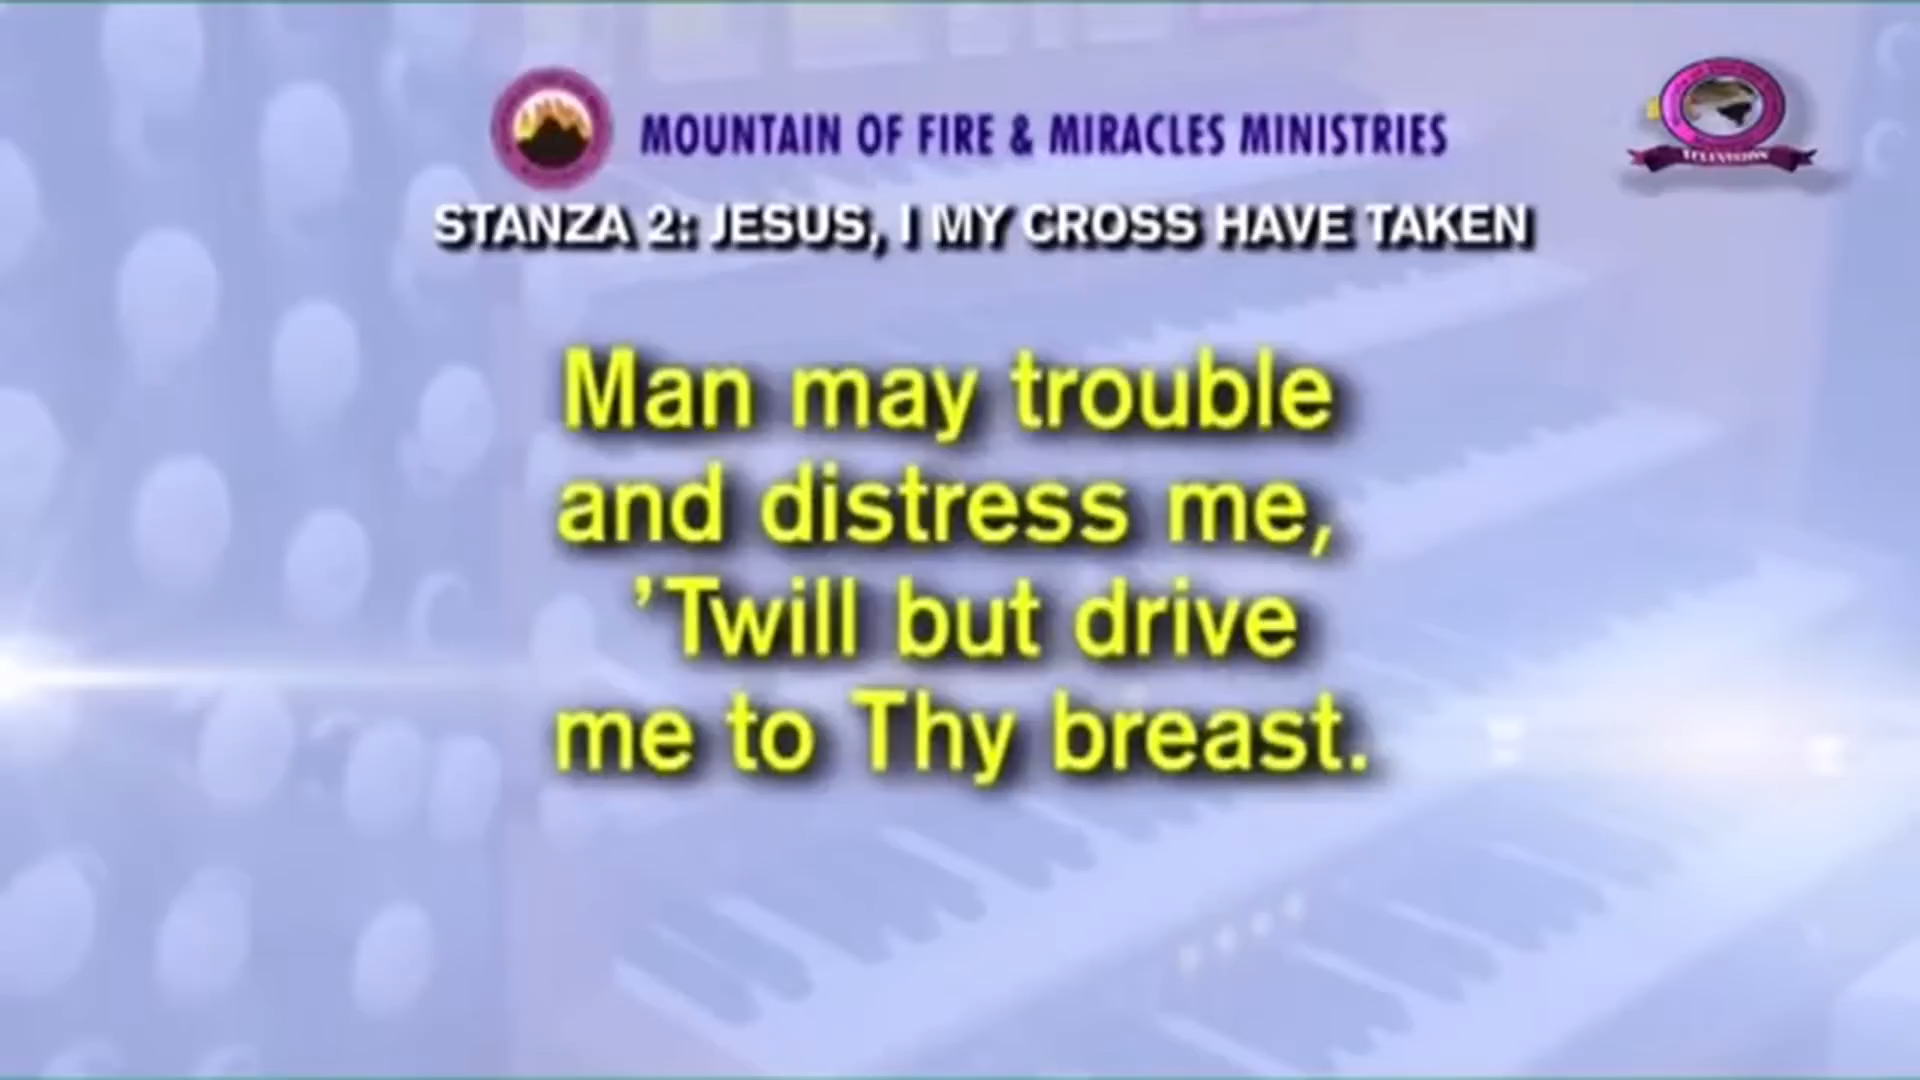 MOUNTAIN OF FIRE & MIRACLES MINISTRIES
STANZA 2: JESUS, I MY CROSS HAVE TAKEN
Man may trouble
and distress me,
’Twill but drive
me to Thy breast.
TELEVISION